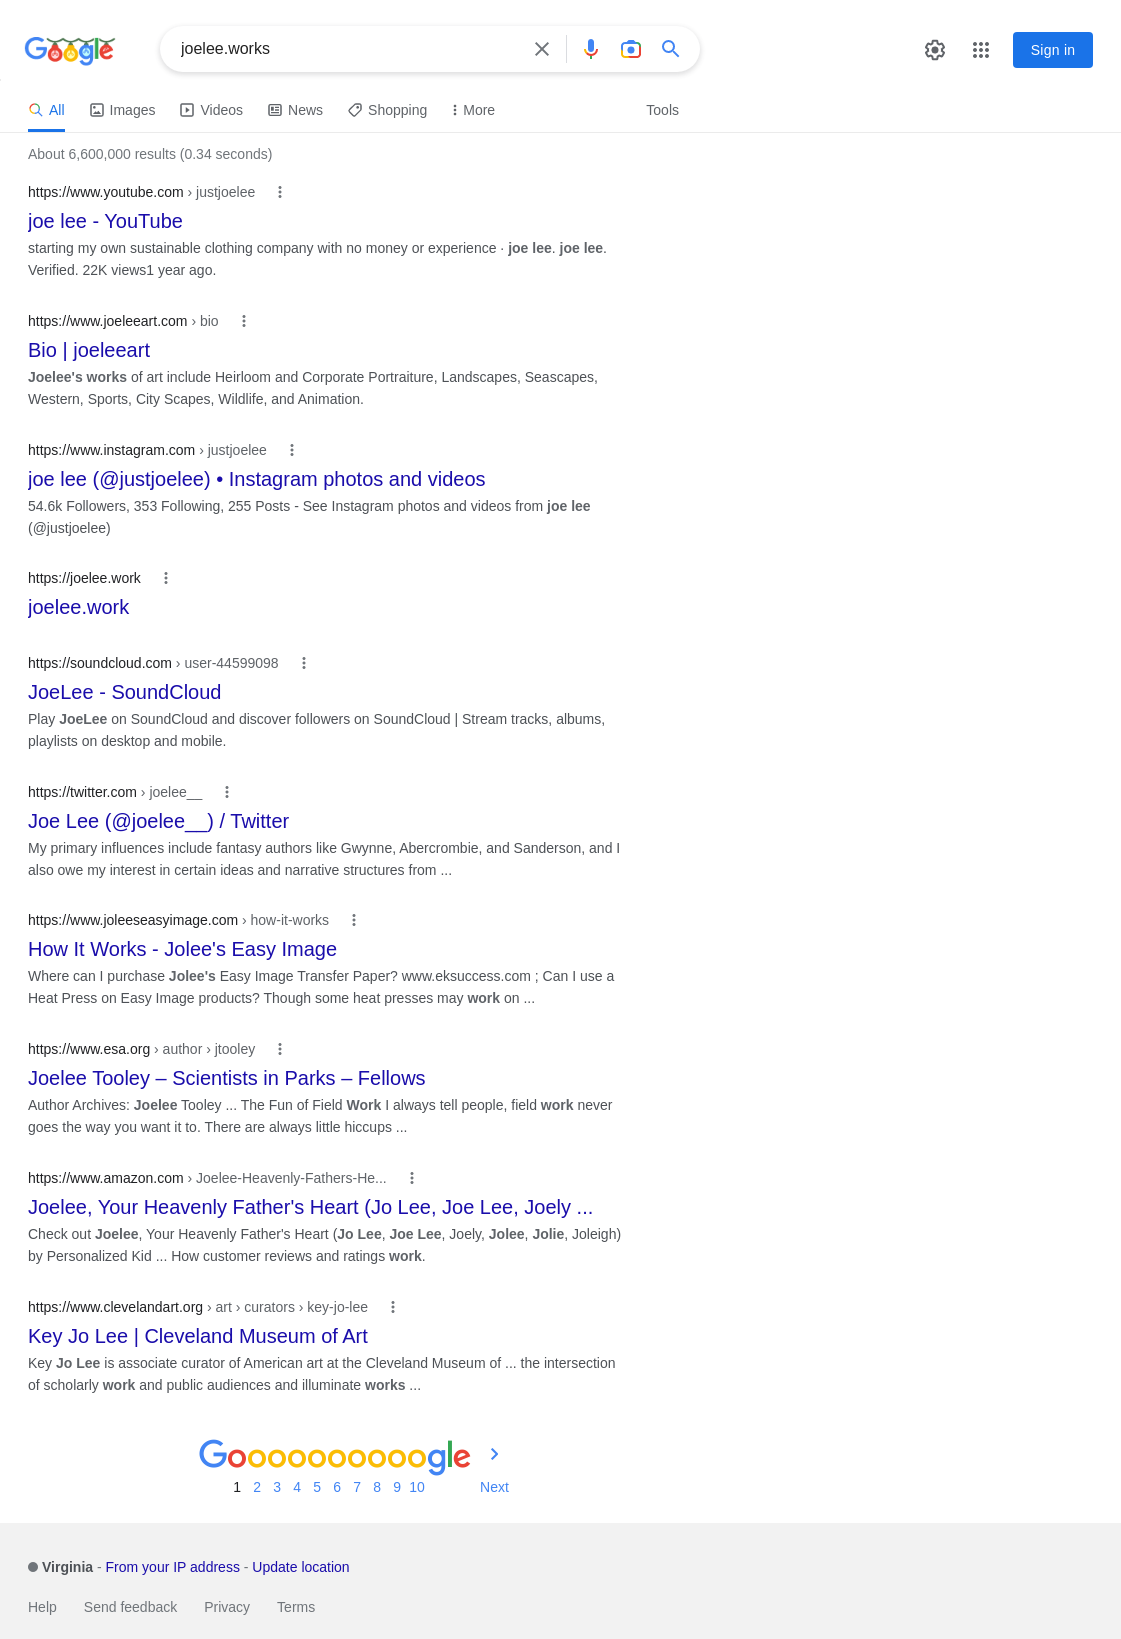 Google
joelee.works
Sign in
All
Images
Videos
News
Shopping
More
Tools
About 6,600,000 results (0.34 seconds)
https://www.youtube.com › justjoelee
joe lee - YouTube
starting my own sustainable clothing company with no money or experience · joe lee. joe lee.
Verified. 22K views1 year ago.
https://www.joeleeart.com › bio
Bio | joeleeart
Joelee's works of art include Heirloom and Corporate Portraiture, Landscapes, Seascapes,
Western, Sports, City Scapes, Wildlife, and Animation.
https://www.instagram.com › justjoelee
joe lee (@justjoelee) • Instagram photos and videos
54.6k Followers, 353 Following, 255 Posts - See Instagram photos and videos from joe lee
(@justjoelee)
https://joelee.work
joelee.work
https://soundcloud.com › user-44599098
JoeLee - SoundCloud
Play JoeLee on SoundCloud and discover followers on SoundCloud | Stream tracks, albums,
playlists on desktop and mobile.
https://twitter.com › joelee__
Joe Lee (@joelee__) / Twitter
My primary influences include fantasy authors like Gwynne, Abercrombie, and Sanderson, and I
also owe my interest in certain ideas and narrative structures from ...
https://www.joleeseasyimage.com › how-it-works
How It Works - Jolee's Easy Image
Where can I purchase Jolee's Easy Image Transfer Paper? www.eksuccess.com ; Can I use a
Heat Press on Easy Image products? Though some heat presses may work on ...
https://www.esa.org › author › jtooley
Joelee Tooley – Scientists in Parks – Fellows
Author Archives: Joelee Tooley ... The Fun of Field Work I always tell people, field work never
goes the way you want it to. There are always little hiccups ...
https://www.amazon.com › Joelee-Heavenly-Fathers-He...
Joelee, Your Heavenly Father's Heart (Jo Lee, Joe Lee, Joely ...
Check out Joelee, Your Heavenly Father's Heart (Jo Lee, Joe Lee, Joely, Jolee, Jolie, Joleigh)
by Personalized Kid ... How customer reviews and ratings work.
https://www.clevelandart.org › art › curators › key-jo-lee
Key Jo Lee | Cleveland Museum of Art
Key Jo Lee is associate curator of American art at the Cleveland Museum of ... the intersection
of scholarly work and public audiences and illuminate works ...
Goooooooooogle
1 2 3 4 5 6 7 8 9 10 Next
Virginia - From your IP address - Update location
Help Send feedback Privacy Terms